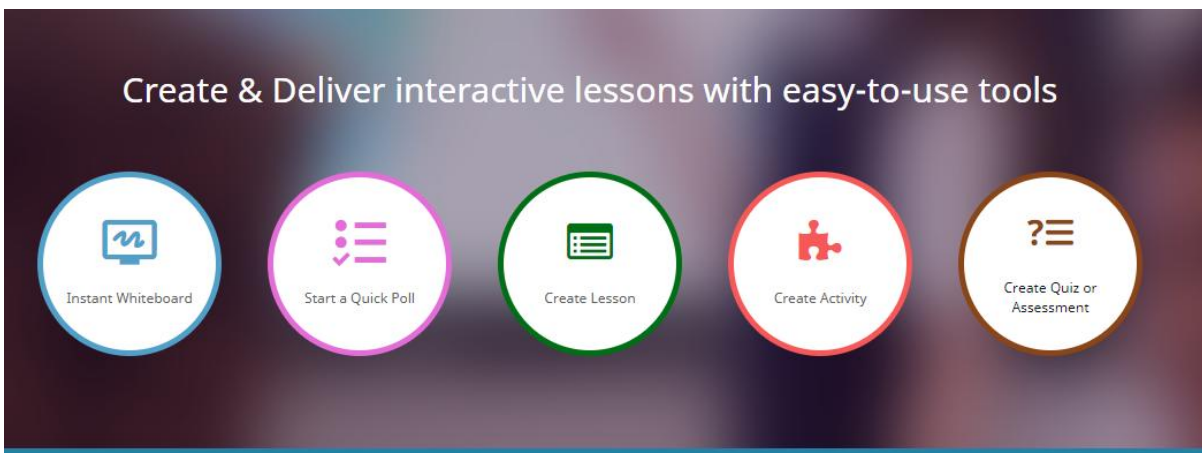 Create & Deliver interactive lessons with easy-to-use tools
Instant Whiteboard
Start a Quick Poll
Create Lesson
Create Activity
Create Quiz or
Assessment